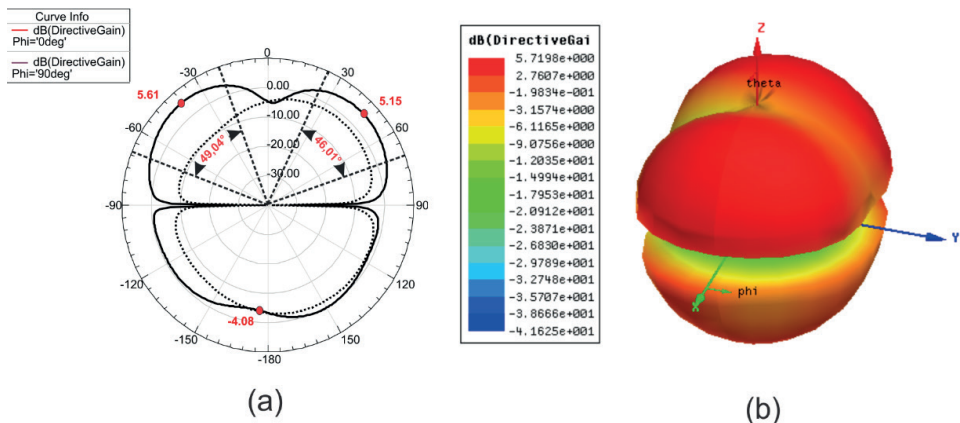 Curve Info
dB(DirectiveGain)
Phi='0deg'
dB(DirectiveGain)
Phi='90deg'
0
-30
30
5.61
0.00
5.15
-60
-10.00
60
49,04°
-20.00
46,01°
-30.00
-90
90
-120
120
-4.08
-150
150
-180
(a)
dB(DirectiveGai
5.7198e+000
2.7607e+000
-1.9834e-001
-3.1574e+000
-6.1165e+000
-9.0756e+000
-1.2035e+001
-1.4994e+001
-1.7953e+001
-2.0912e+001
-2.3871e+001
-2.6830e+001
-2.9789e+001
-3.2748e+001
-3.5707e+001
-3.8666e+001
-4.1625e+001
Z
theta
Y
phi
X
(b)